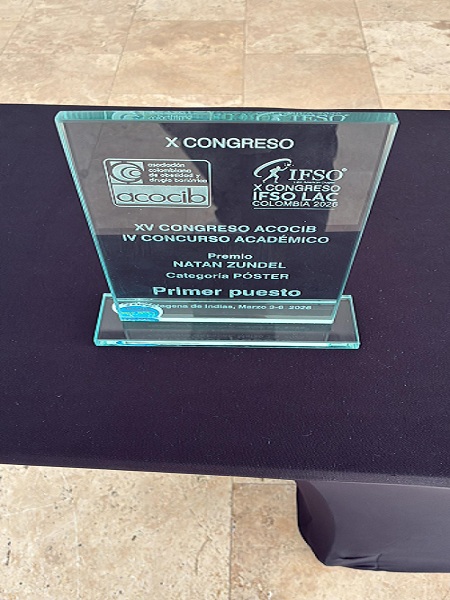 X CONGRESO
asociación
colombiana
de obesidad y
cirugía bariátrica
acocib
IFSO
X CONGRESO
IFSO LAC
COLOMBIA 2026
XV CONGRESO ACOCIB
IV CONCURSO ACADÉMICO
Premio
NATAN ZUNDEL
Categoría PÓSTER
Primer puesto
de Indias, Marzo 3-6 2026